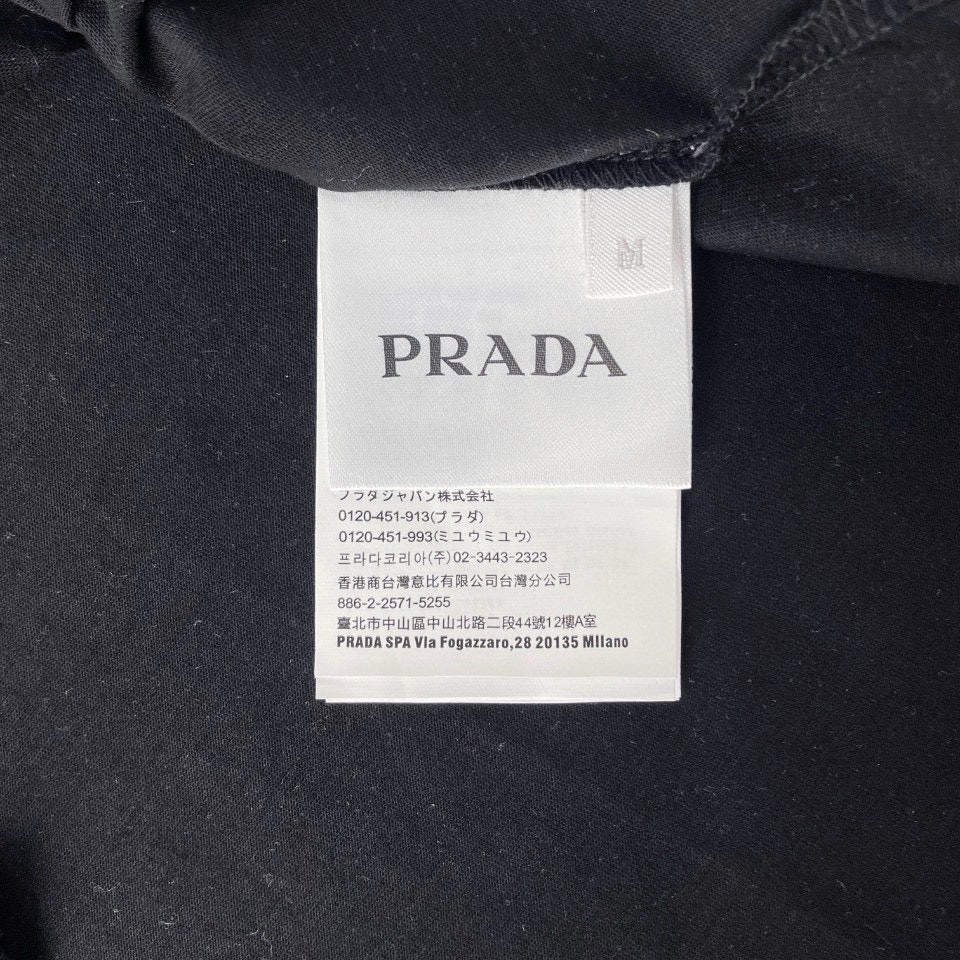 M
PRADA
プラダジャパン株式会社
0120-451-913(プラダ)
0120-451-993(ミユウミユウ)
프라다코리아(주) 02-3443-2323
香港商台灣意比有限公司台灣分公司
886-2-2571-5255
臺北市中山區中山北路二段44號12樓A室
PRADA SPA VIa Fogazzaro,28 20135 MIlano